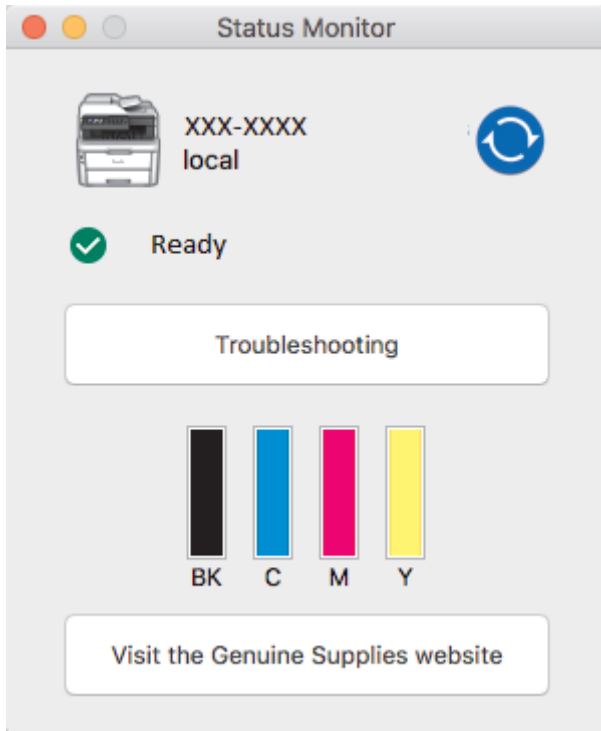 Status Monitor
XXX-XXXX
local
Ready
Troubleshooting
BK C M Y
Visit the Genuine Supplies website